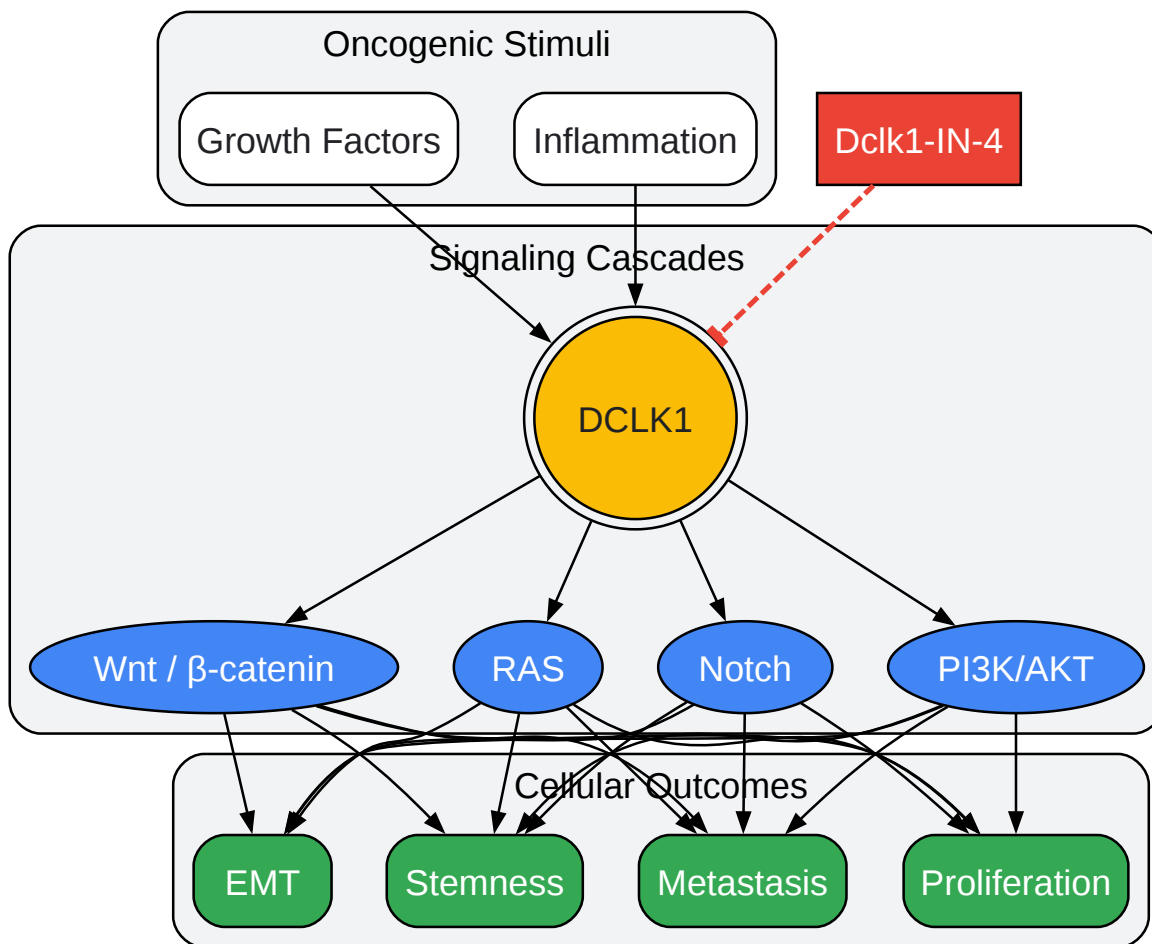 Oncogenic Stimuli
Growth Factors
Inflammation
Dclk1-IN-4
Signaling Cascades
DCLK1
Wnt / β-catenin
RAS
Notch
PI3K/AKT
Cellular Outcomes
EMT
Stemness
Metastasis
Proliferation